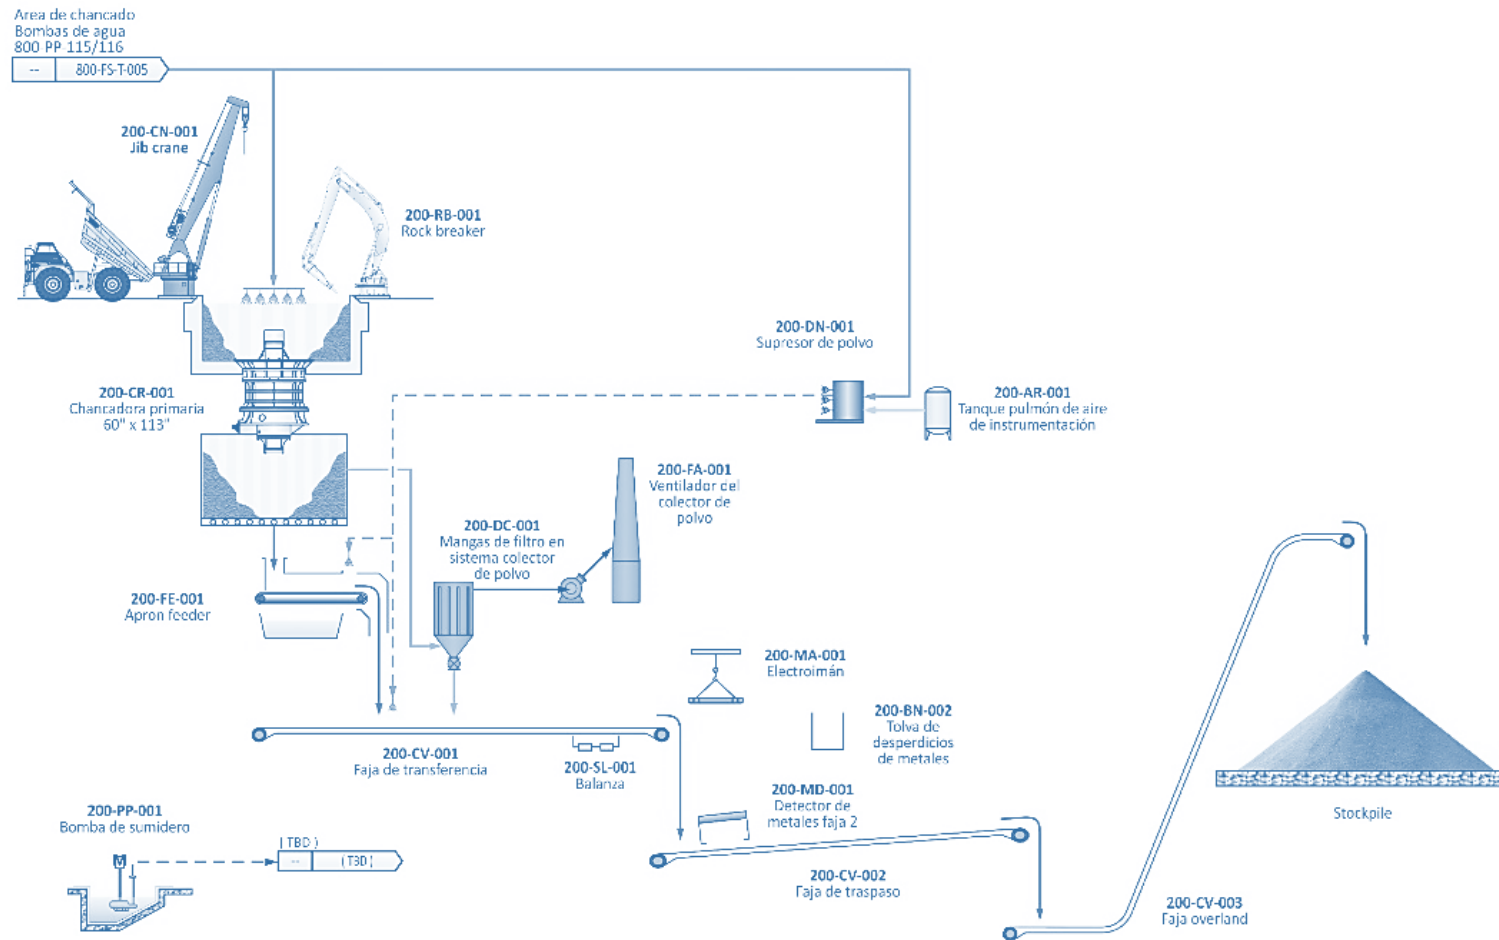 Area de chancado
Bombas de agua
800 PP 115/116
-- 800-FS-T-005
200-CN-001
Jib crane
200-RB-001
Rock breaker
200-DN-001
Supresor de polvo
200-CR-001
Chancadora primaria
60" x 113"
200-AR-001
Tanque pulmón de aire
de instrumentación
200-FA-001
Ventilador del
colector de
polvo
200-DC-001
Mangas de filtro en
sistema colector
de polvo
200-FE-001
Apron feeder
200-MA-001
Electroimán
200-BN-002
Tolva de
desperdicios
de metales
200-CV-001
Faja de transferencia
200-SL-001
Balanza
200-MD-001
Detector de
metales faja 2
Stockpile
200-PP-001
Bomba de sumidero
M
(TBD)
-- (TBD)
200-CV-002
Faja de traspaso
200-CV-003
Faja overland